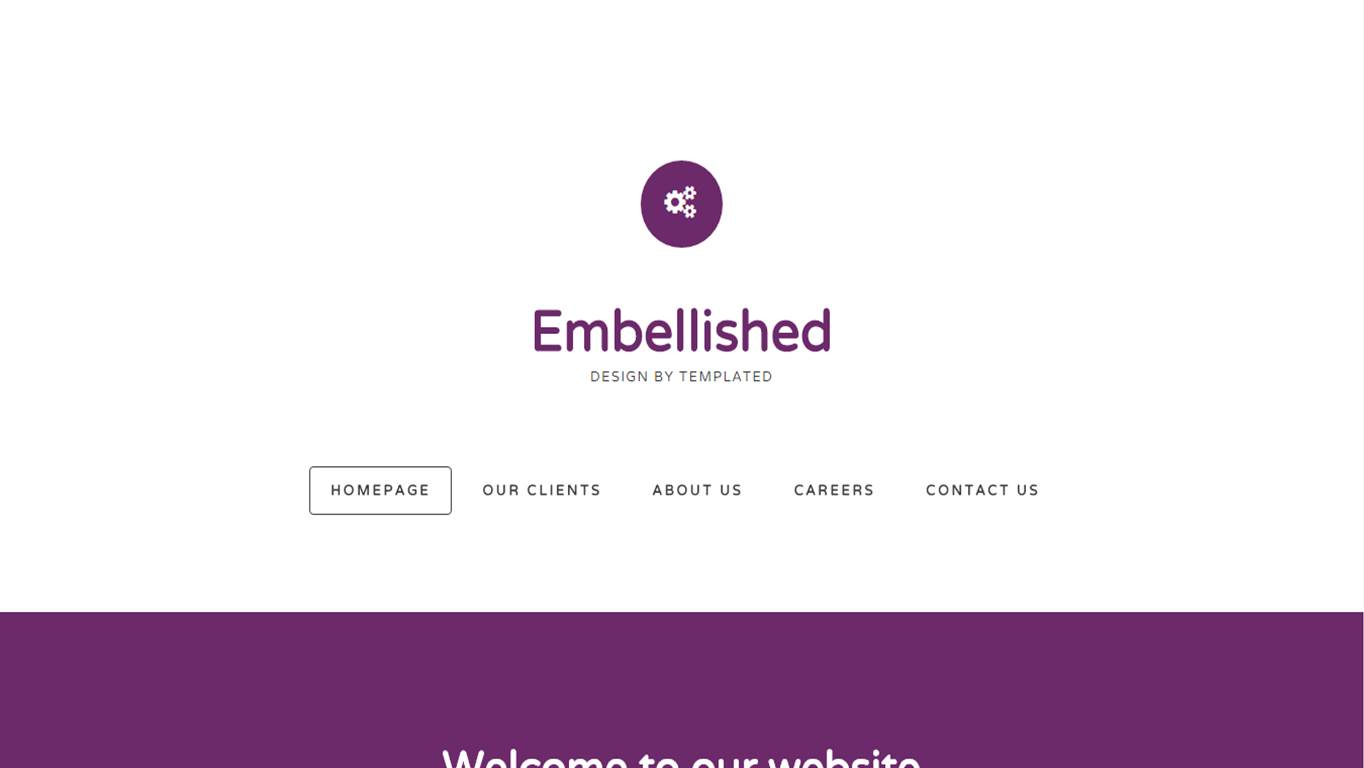 Embellished
DESIGN BY TEMPLATED
HOMEPAGE OUR CLIENTS ABOUT US CAREERS CONTACT US
Welcome to our website